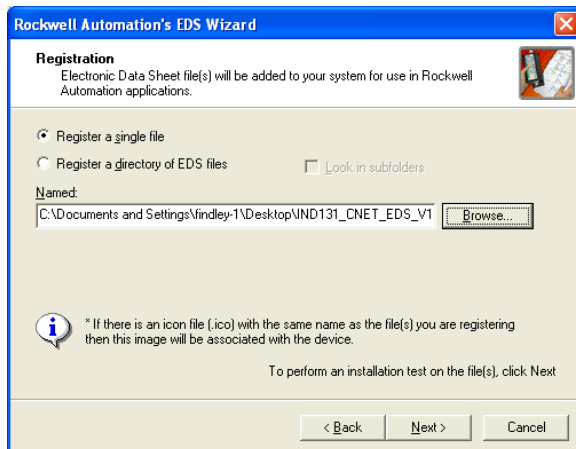 Rockwell Automation's EDS Wizard
Registration
Electronic Data Sheet file(s) will be added to your system for use in Rockwell
Automation applications.
Register a single file
Register a directory of EDS files
Look in subfolders
Named:
C:\Documents and Settings\findley-1\Desktop\IND131_CNET_EDS_V1
Browse...
* If there is an icon file (.ico) with the same name as the file(s) you are registering
then this image will be associated with the device.
To perform an installation test on the file(s), click Next
< Back
Next >
Cancel